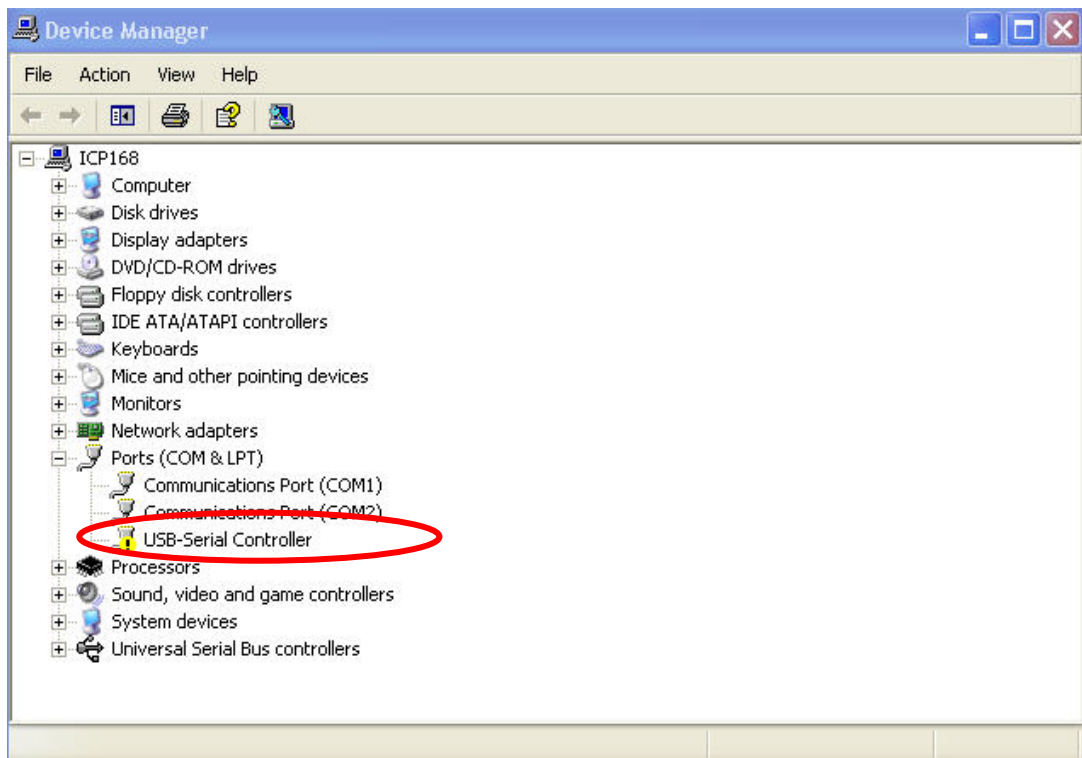 Device Manager
File Action View Help
ICP168
Computer
Disk drives
Display adapters
DVD/CD-ROM drives
Floppy disk controllers
IDE ATA/ATAPI controllers
Keyboards
Mice and other pointing devices
Monitors
Network adapters
Ports (COM & LPT)
Communications Port (COM1)
Communications Port (COM2)
USB-Serial Controller
Processors
Sound, video and game controllers
System devices
Universal Serial Bus controllers